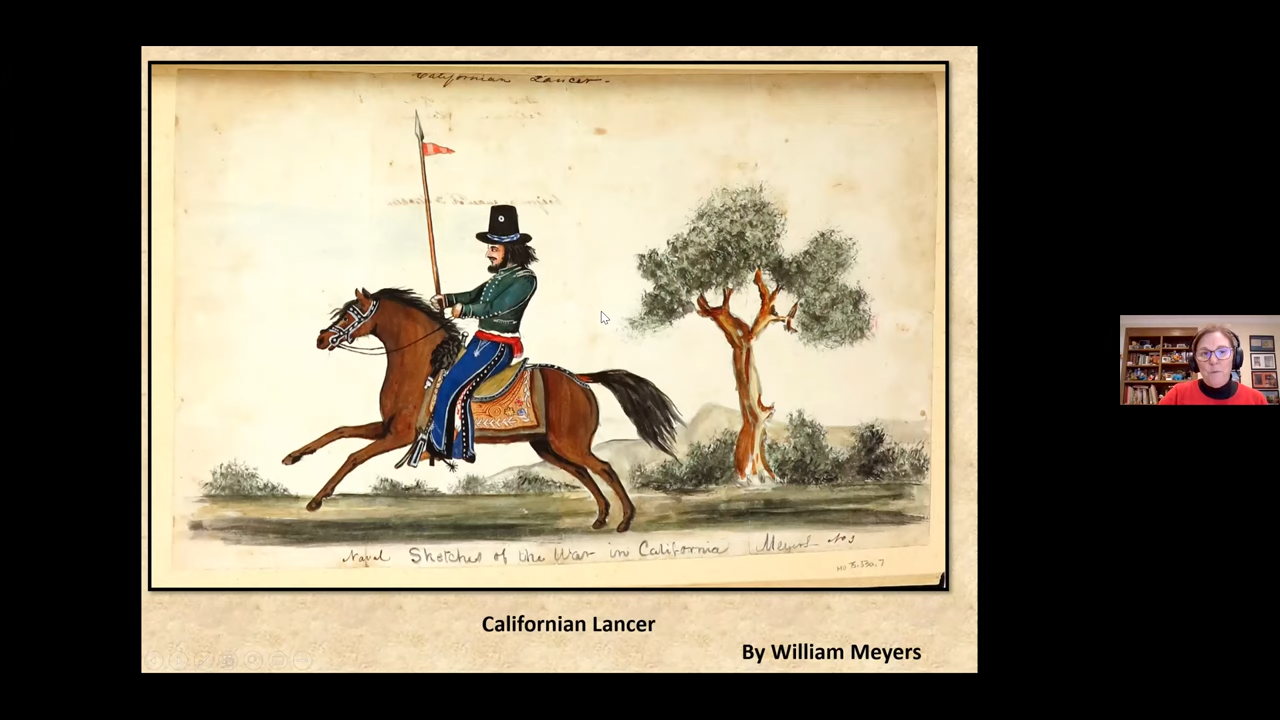 Californian Lancer -
Naval Sketches of the War in California Meyers No 3
Californian Lancer
By William Meyers